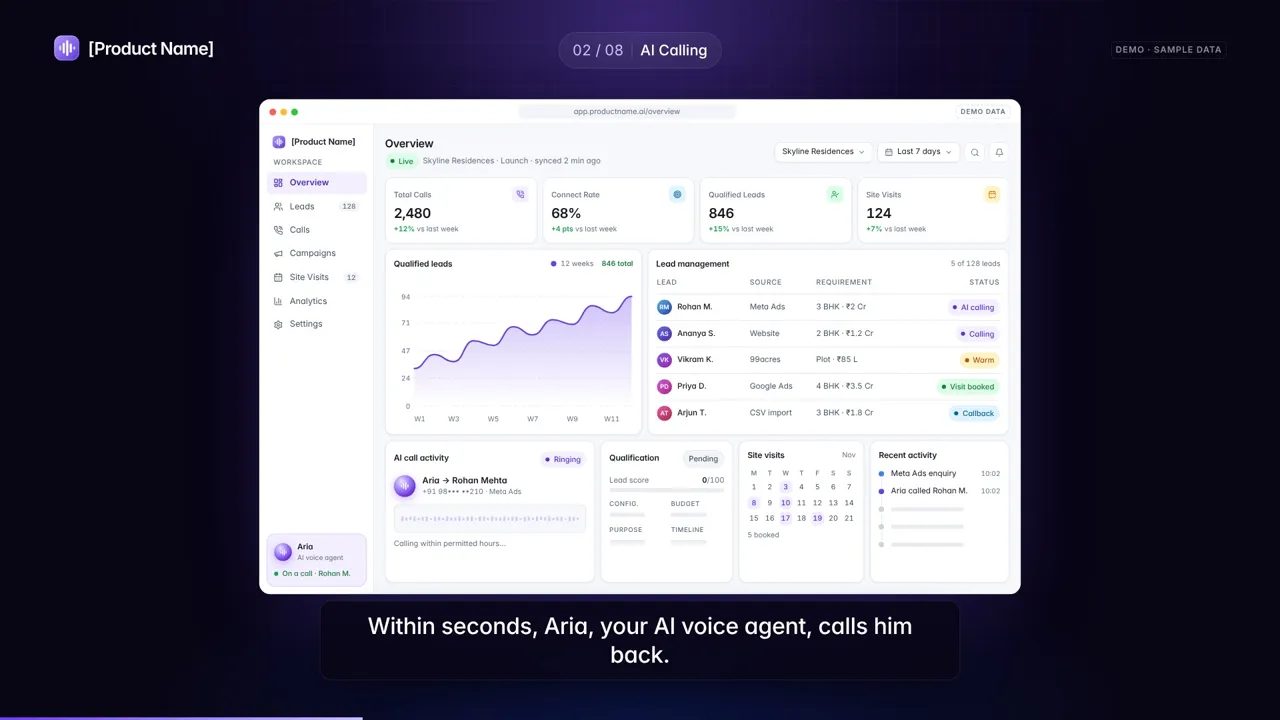 [Product Name]
02 / 08 AI Calling
DEMO · SAMPLE DATA
app.productname.ai/overview
DEMO DATA
[Product Name]
WORKSPACE
Overview
Leads 128
Calls
Campaigns
Site Visits 12
Analytics
Settings
Aria
AI voice agent
On a call · Rohan M.
Overview
Live Skyline Residences · Launch · synced 2 min ago
Skyline Residences
Last 7 days
Total Calls
2,480
+12% vs last week
Connect Rate
68%
+4 pts vs last week
Qualified Leads
846
+15% vs last week
Site Visits
124
+7% vs last week
Qualified leads
12 weeks 846 total
94
71
47
24
0
W1 W3 W5 W7 W9 W11
Lead management
5 of 128 leads
LEAD SOURCE REQUIREMENT STATUS
RM Rohan M. Meta Ads 3 BHK · ₹2 Cr AI calling
AS Ananya S. Website 2 BHK · ₹1.2 Cr Calling
VK Vikram K. 99acres Plot · ₹85 L Warm
PD Priya D. Google Ads 4 BHK · ₹3.5 Cr Visit booked
AT Arjun T. CSV import 3 BHK · ₹1.8 Cr Callback
AI call activity
Ringing
Aria → Rohan Mehta
+91 98••• ••210 · Meta Ads
Calling within permitted hours...
Qualification
Pending
Lead score 0/100
CONFIG. BUDGET
PURPOSE TIMELINE
Site visits Nov
M T W T F S S
1 2 3 4 5 6 7
8 9 10 11 12 13 14
15 16 17 18 19 20 21
5 booked
Recent activity
Meta Ads enquiry 10:02
Aria called Rohan M. 10:02
Within seconds, Aria, your AI voice agent, calls him
back.